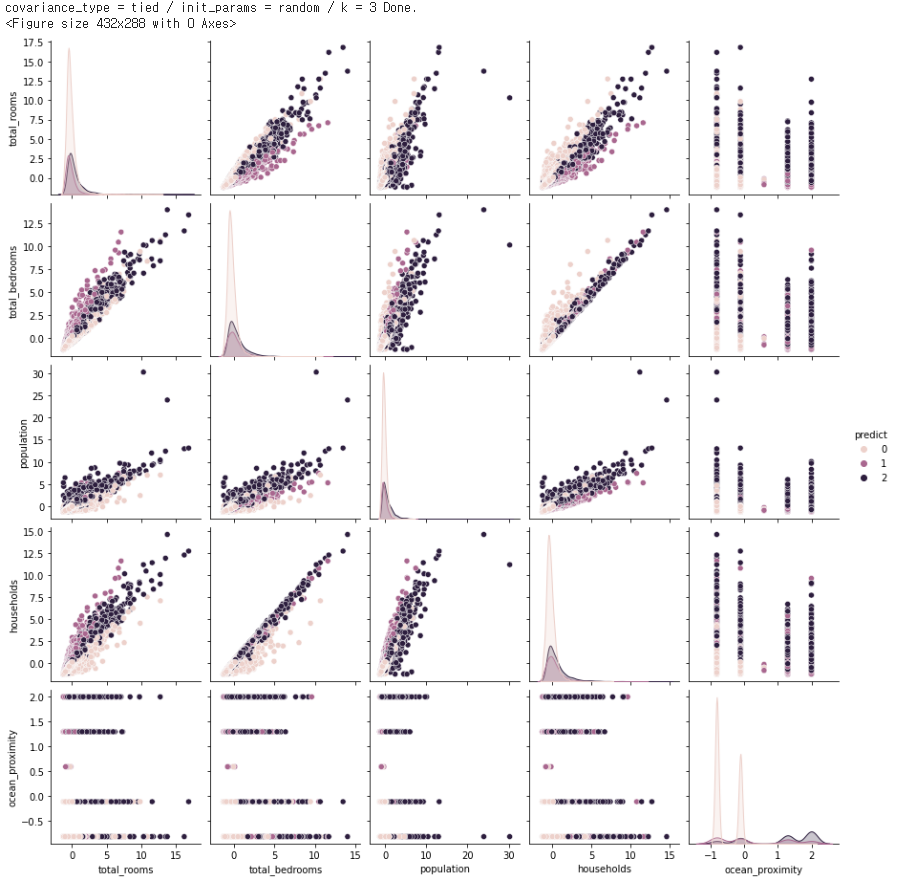 covariance_type = tied / init_params = random / k = 3 Done.
<Figure size 432x288 with 0 Axes>
17.5
15.0
12.5
10.0
7.5
5.0
2.5
0.0
total_rooms
12.5
10.0
7.5
5.0
2.5
0.0
total_bedrooms
30
25
20
15
10
5
0
population
predict
0
1
2
15.0
12.5
10.0
7.5
5.0
2.5
0.0
households
2.0
1.5
1.0
0.5
0.0
−0.5
ocean_proximity
0 5 10 15
0 5 10 15
0 10 20 30
0 5 10 15
−1 0 1 2
total_rooms
total_bedrooms
population
households
ocean_proximity